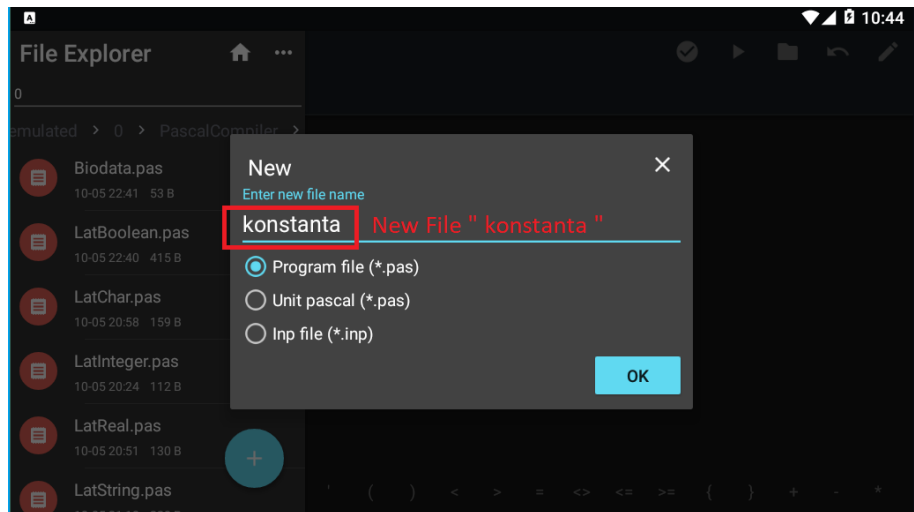 10:44
File Explorer
0
emulated > 0 > PascalCompiler >
Biodata.pas
10-05 22:41 53 B
LatBoolean.pas
10-05 22:40 415 B
LatChar.pas
10-05 20:58 159 B
LatInteger.pas
10-05 20:24 112 B
LatReal.pas
10-05 20:51 130 B
LatString.pas
New
Enter new file name
konstanta New File " konstanta "
Program file (*.pas)
Unit pascal (*.pas)
Inp file (*.inp)
OK
' ( ) < > = <> <= >= { } + - *